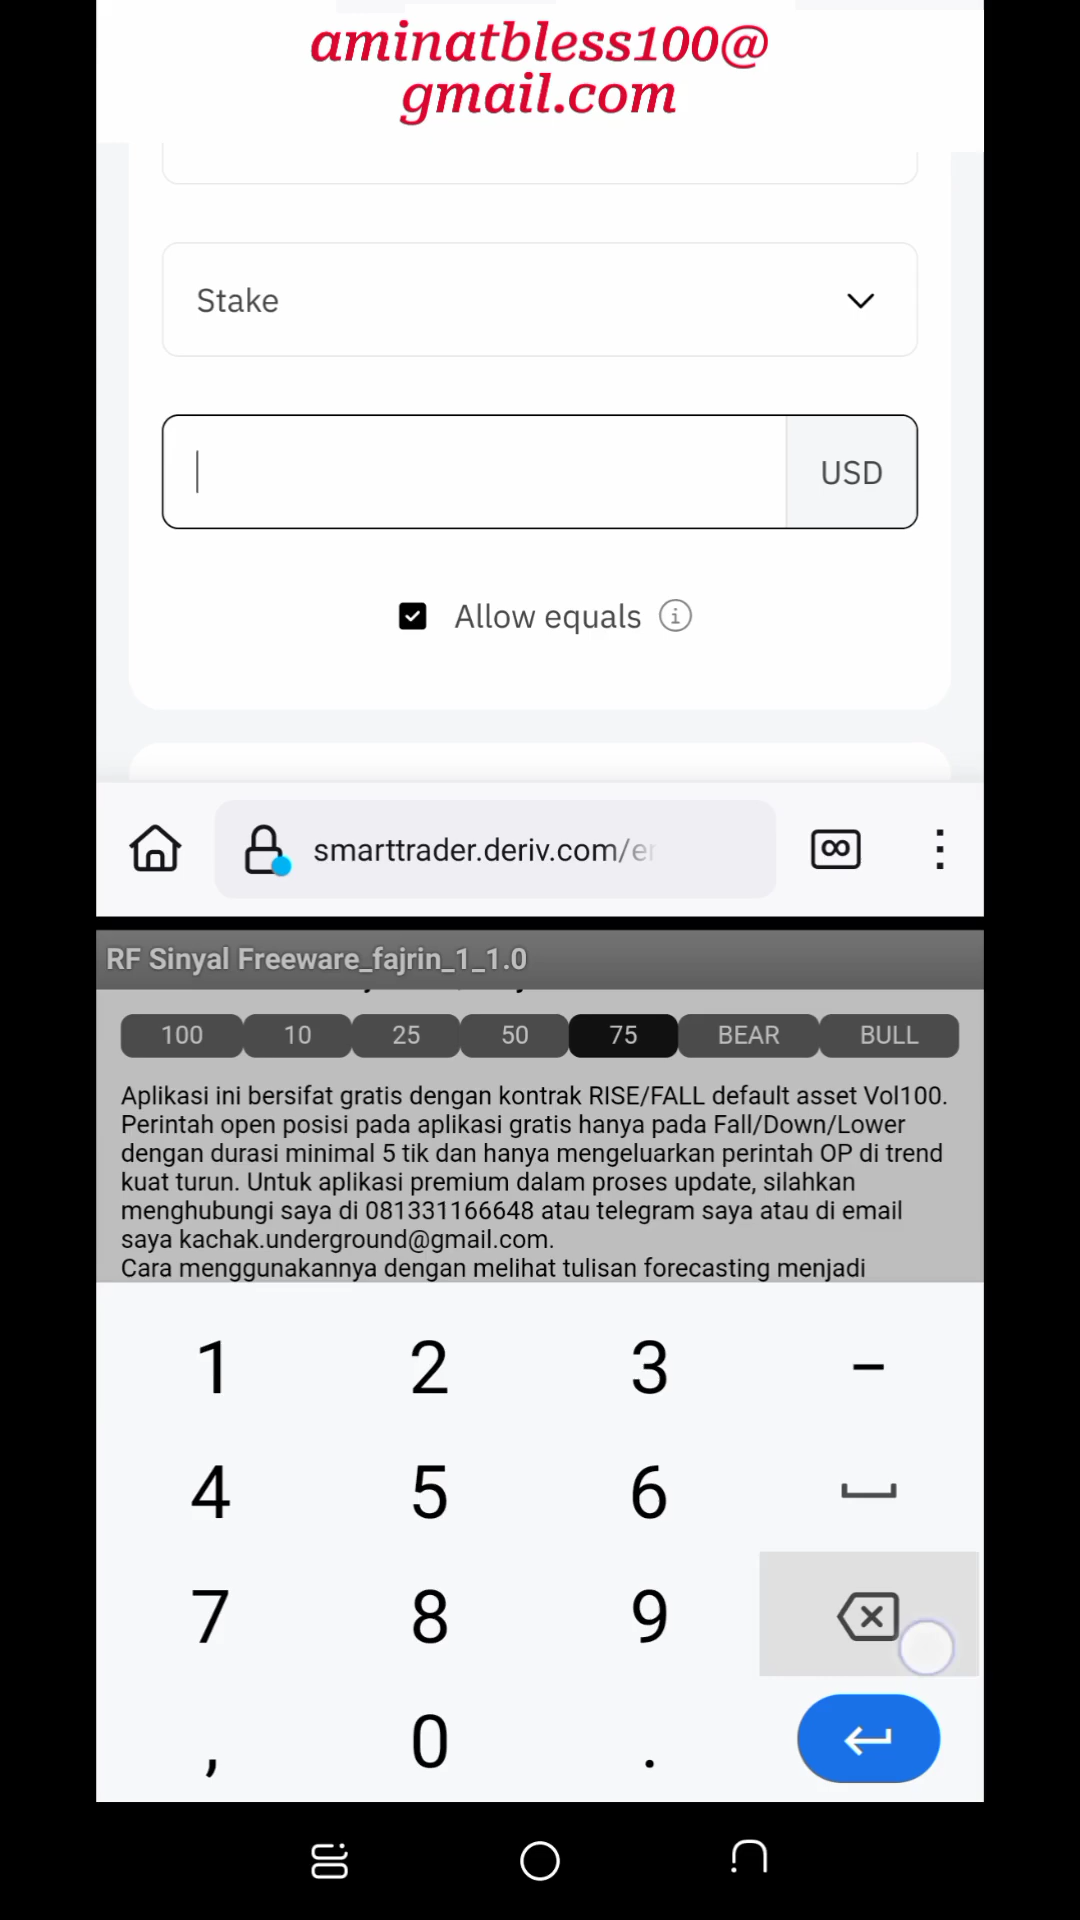 aminatbless100@
gmail.com
Stake
USD
Allow equals
smarttrader.deriv.com/en
RF Sinyal Freeware_fajrin_1_1.0
100 10 25 50 75 BEAR BULL
Aplikasi ini bersifat gratis dengan kontrak RISE/FALL default asset Vol100.
Perintah open posisi pada aplikasi gratis hanya pada Fall/Down/Lower
dengan durasi minimal 5 tik dan hanya mengeluarkan perintah OP di trend
kuat turun. Untuk aplikasi premium dalam proses update, silahkan
menghubungi saya di 081331166648 atau telegram saya atau di email
saya kachak.underground@gmail.com.
Cara menggunakannya dengan melihat tulisan forecasting menjadi
1 2 3 –
4 5 6
7 8 9
, 0 .